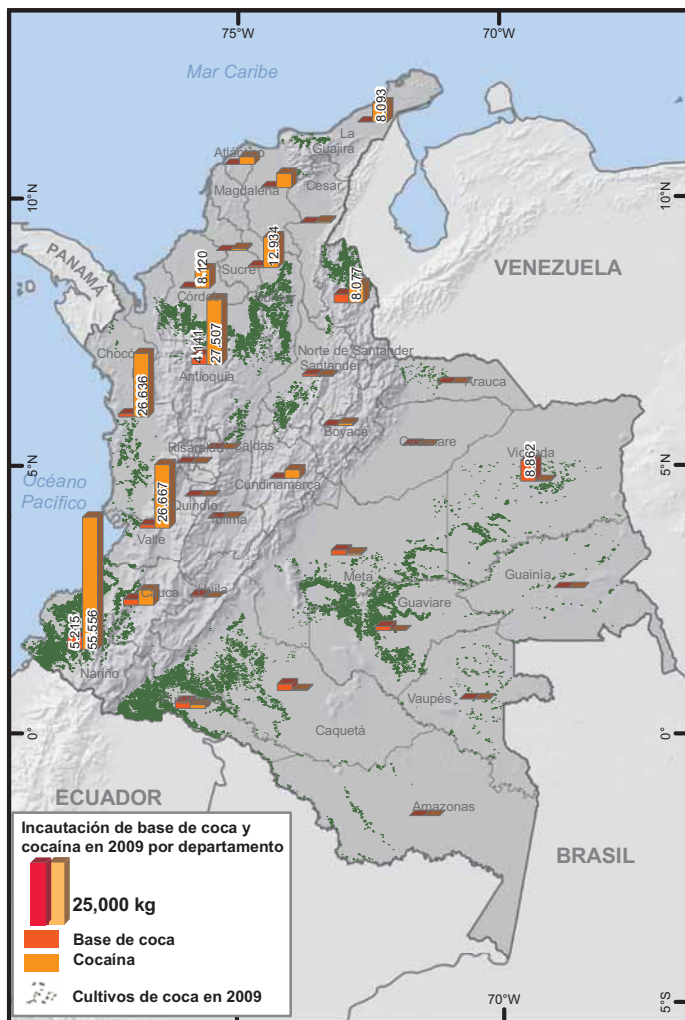 75°W
70°W
Mar Caribe
8.093
La
Guajira
Atlántico
Magdalena
Cesar
10°N
10°N
PANAMA
VENEZUELA
12.934
8.120
Sucre
8.077
Córdoba
4.141
27.507
Antioquia
Chocó
26.636
Norte de Santander
Santander
Arauca
Boyacá
Risaralda
Caldas
Casanare
Vichada
8.862
5°N
5°N
Océano
Pacífico
Cundinamarca
26.667
Quindío
Tolima
Valle
Meta
Guainía
Cauca
Huila
Guaviare
5.215
55.556
Nariño
Vaupés
Caquetá
0°
0°
ECUADOR
Amazonas
BRASIL
Incautación de base de coca y
cocaína en 2009 por departamento
25,000 kg
Base de coca
Cocaína
Cultivos de coca en 2009
5°S
70°W